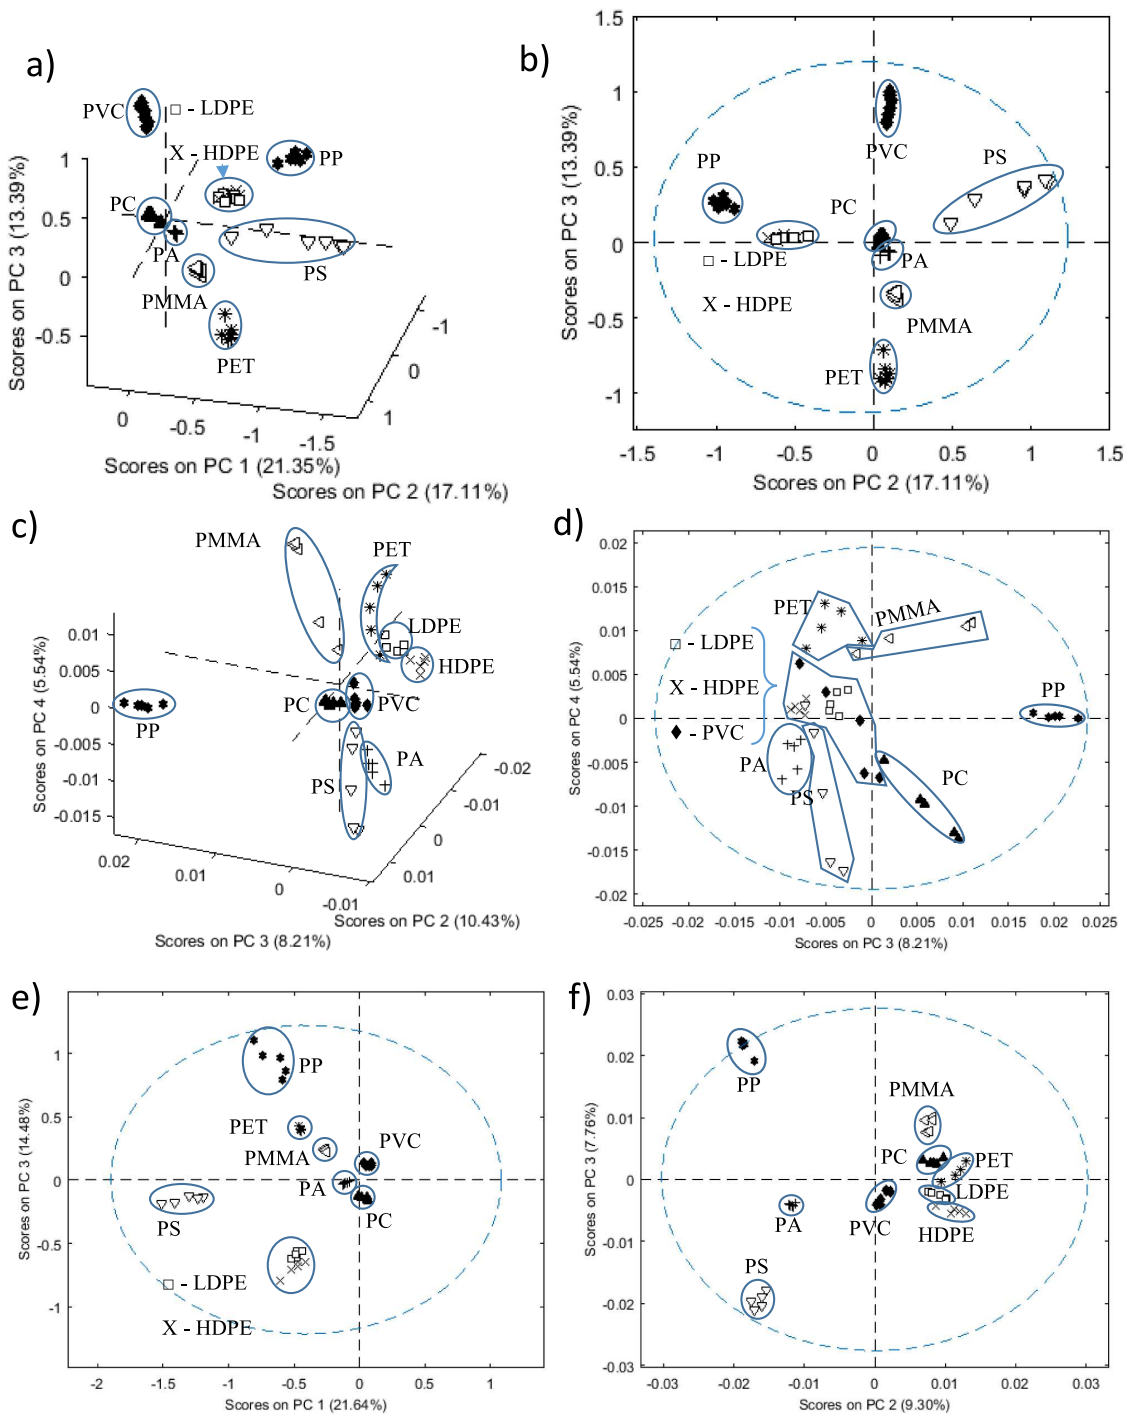 a)
PVC
□ - LDPE
X - HDPE
PP
PC
PA
PS
PMMA
PET
1
0.5
0
-0.5
Scores on PC 3 (13.39%)
0
-0.5
-1
-1.5
Scores on PC 1 (21.35%)
-1
0
1
Scores on PC 2 (17.11%)
b)
1.5
1
0.5
0
-0.5
-1
Scores on PC 3 (13.39%)
PVC
PP
PS
PC
□ - LDPE
PA
X - HDPE
PMMA
PET
-1.5
-1
-0.5
0
0.5
1
1.5
Scores on PC 2 (17.11%)
c)
PMMA
PET
LDPE
HDPE
PC
PVC
PP
PA
PS
0.01
0.005
0
-0.005
-0.01
-0.015
Scores on PC 4 (5.54%)
0.02
0.01
0
-0.01
Scores on PC 3 (8.21%)
-0.02
-0.01
0
0.01
Scores on PC 2 (10.43%)
d)
0.02
0.015
0.01
0.005
0
-0.005
-0.01
-0.015
-0.02
Scores on PC 4 (5.54%)
PET
PMMA
□ - LDPE
X - HDPE
♦ - PVC
PP
PA
PS
PC
-0.025
-0.02
-0.015
-0.01
-0.005
0
0.005
0.01
0.015
0.02
0.025
Scores on PC 3 (8.21%)
e)
1
0.5
0
-0.5
-1
Scores on PC 3 (14.48%)
PP
PET
PMMA
PVC
PA
PS
PC
□ - LDPE
X - HDPE
-2
-1.5
-1
-0.5
0
0.5
1
Scores on PC 1 (21.64%)
f)
0.03
0.02
0.01
0
-0.01
-0.02
-0.03
Scores on PC 3 (7.76%)
PP
PMMA
PC
PET
LDPE
PA
PVC
HDPE
PS
-0.03
-0.02
-0.01
0
0.01
0.02
0.03
Scores on PC 2 (9.30%)